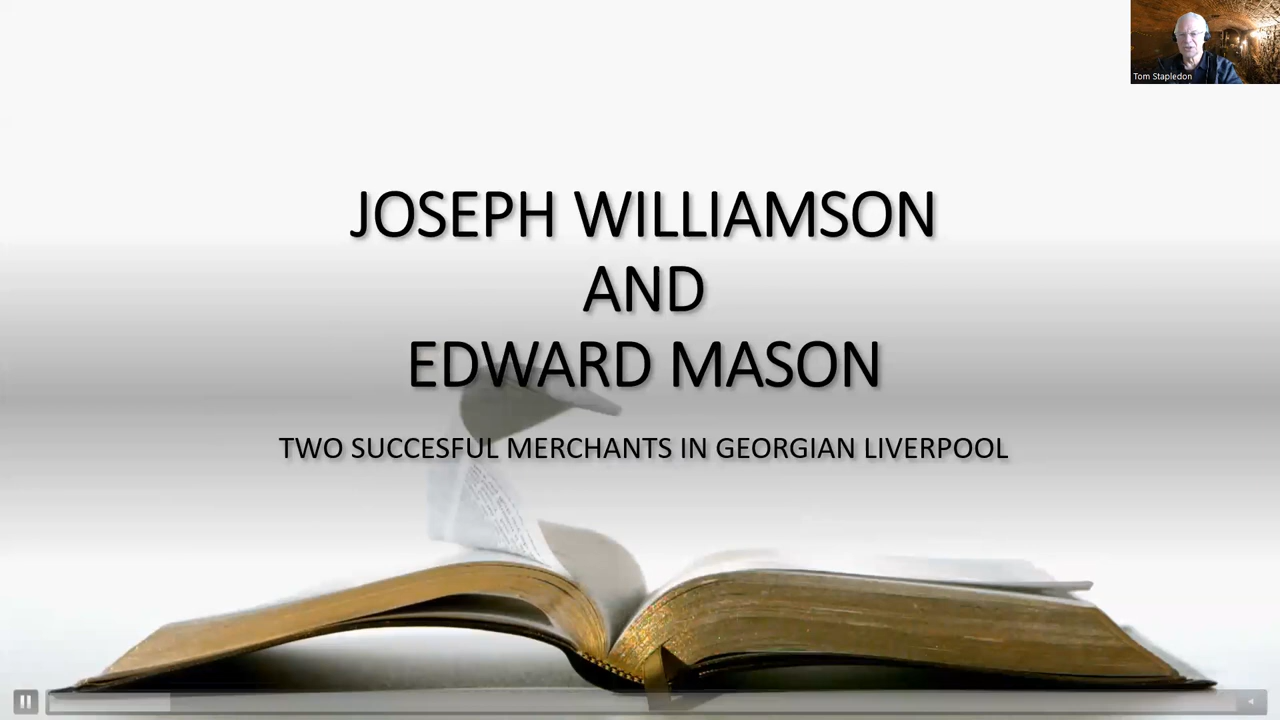 Tom Stapledon
JOSEPH WILLIAMSON
AND
EDWARD MASON
TWO SUCCESFUL MERCHANTS IN GEORGIAN LIVERPOOL